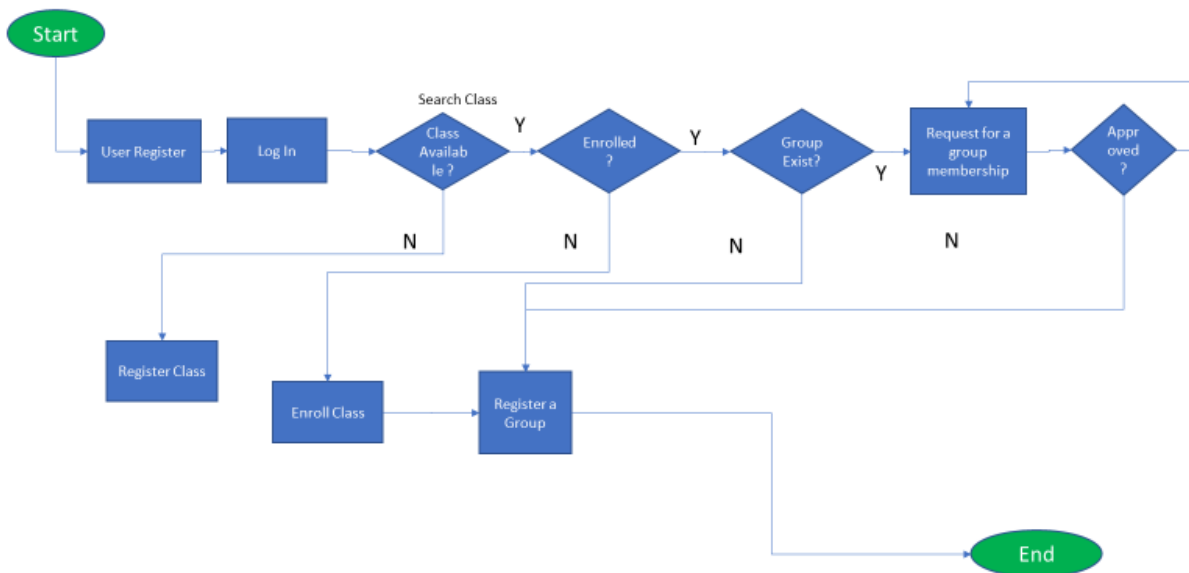 Start
Search Class
User Register
Log In
Class
Availab
le ?
Y
Enrolled
?
Y
Group
Exist?
Y
Request for a
group
membership
Appr
oved
?
N
N
N
N
Register Class
Enroll Class
Register a
Group
End